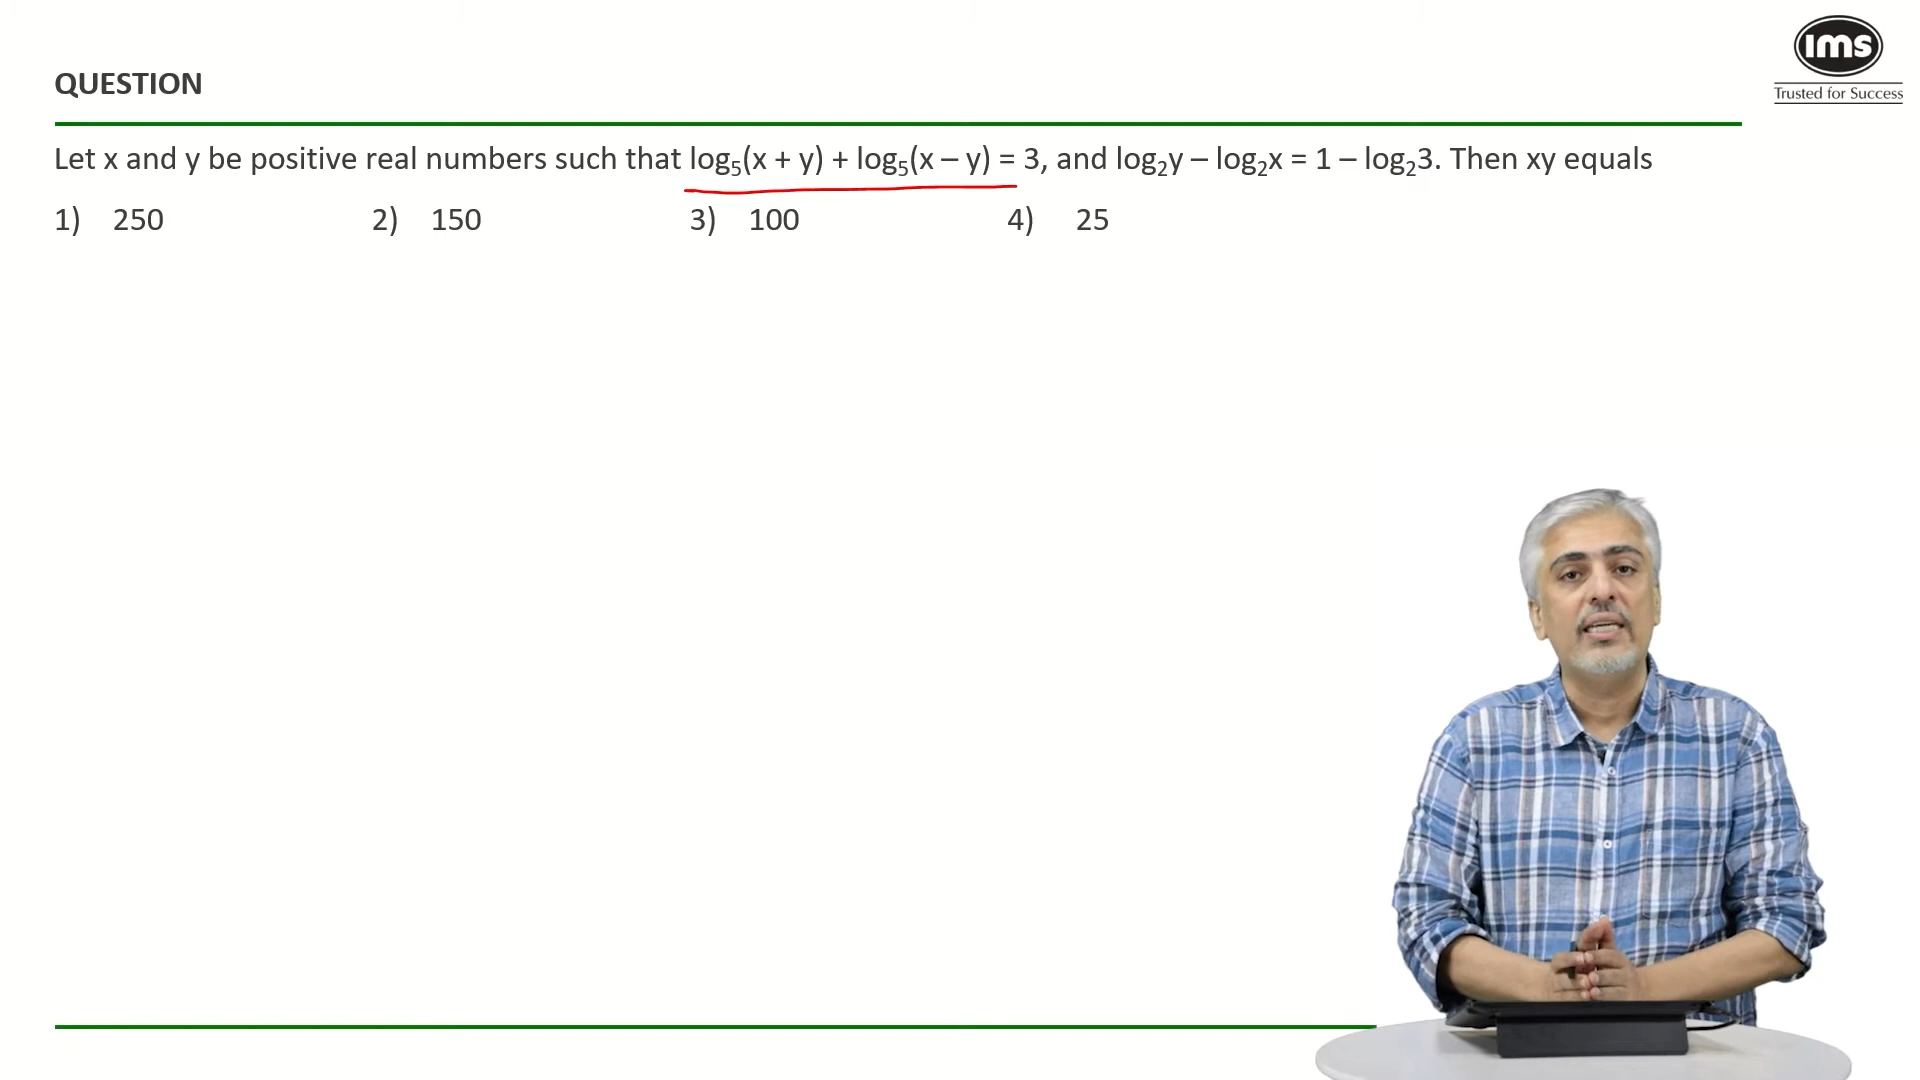 ims
Trusted for Success
QUESTION
Let x and y be positive real numbers such that log₅(x + y) + log₅(x – y) = 3, and log₂y – log₂x = 1 – log₂3. Then xy equals
1) 250 2) 150 3) 100 4) 25